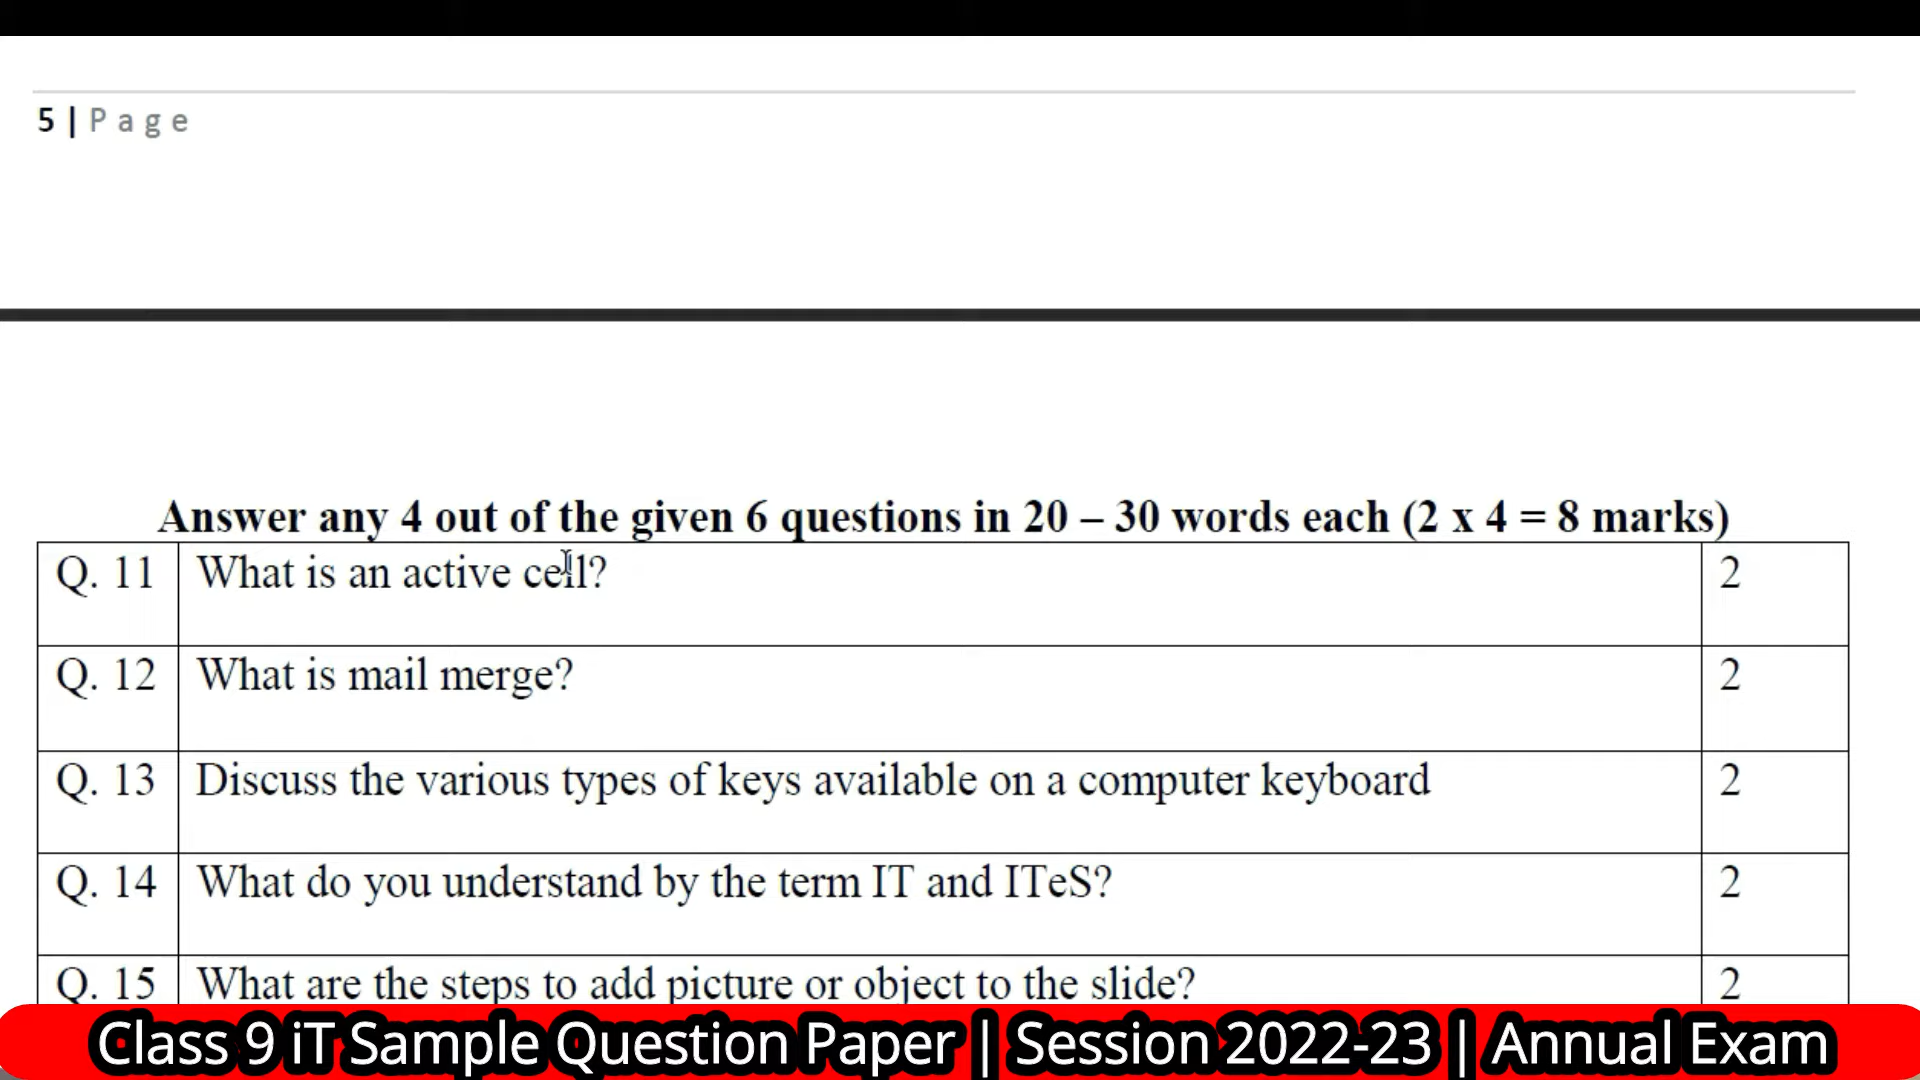 5 | P a g e
Answer any 4 out of the given 6 questions in 20 – 30 words each (2 x 4 = 8 marks)
Q. 11 What is an active cell? 2
Q. 12 What is mail merge? 2
Q. 13 Discuss the various types of keys available on a computer keyboard 2
Q. 14 What do you understand by the term IT and ITeS? 2
Q. 15 What are the steps to add picture or object to the slide? 2
Class 9 iT Sample Question Paper | Session 2022-23 | Annual Exam